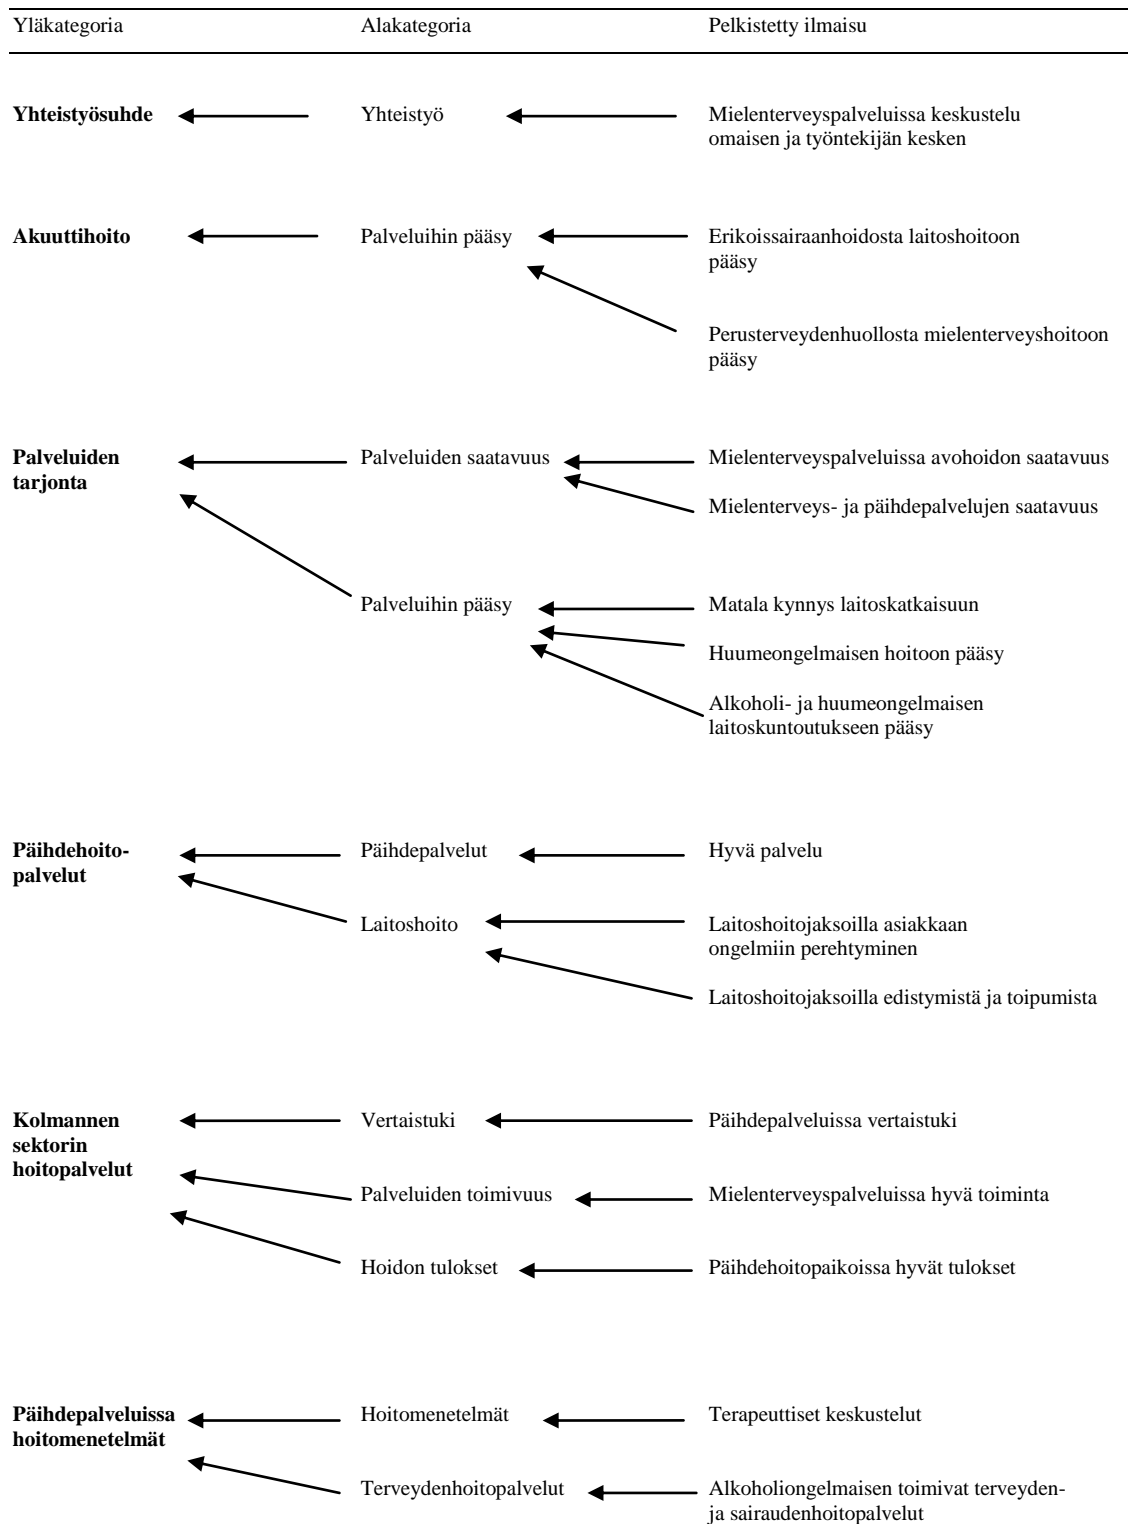 Yläkategoria Alakategoria Pelkistetty ilmaisu
Yhteistyösuhde Yhteistyö Mielenterveyspalveluissa keskustelu
omaisen ja työntekijän kesken
Akuuttihoito Palveluihin pääsy Erikoissairaanhoidosta laitoshoitoon
pääsy
Perusterveydenhuollosta mielenterveyshoitoon
pääsy
Palveluiden Palveluiden saatavuus Mielenterveyspalveluissa avohoidon saatavuus
tarjonta
Mielenterveys- ja päihdepalvelujen saatavuus
Palveluihin pääsy Matala kynnys laitoskatkaisuun
Huumeongelmaisen hoitoon pääsy
Alkoholi- ja huumeongelmaisen
laitoskuntoutukseen pääsy
Päihdehoito- Päihdepalvelut Hyvä palvelu
palvelut
Laitoshoito Laitoshoitojaksoilla asiakkaan
ongelmiin perehtyminen
Laitoshoitojaksoilla edistymistä ja toipumista
Kolmannen Vertaistuki Päihdepalveluissa vertaistuki
sektorin
hoitopalvelut
Palveluiden toimivuus Mielenterveyspalveluissa hyvä toiminta
Hoidon tulokset Päihdehoitopaikoissa hyvät tulokset
Päihdepalveluissa Hoitomenetelmät Terapeuttiset keskustelut
hoitomenetelmät
Terveydenhoitopalvelut Alkoholiongelmaisen toimivat terveyden-
ja sairaudenhoitopalvelut